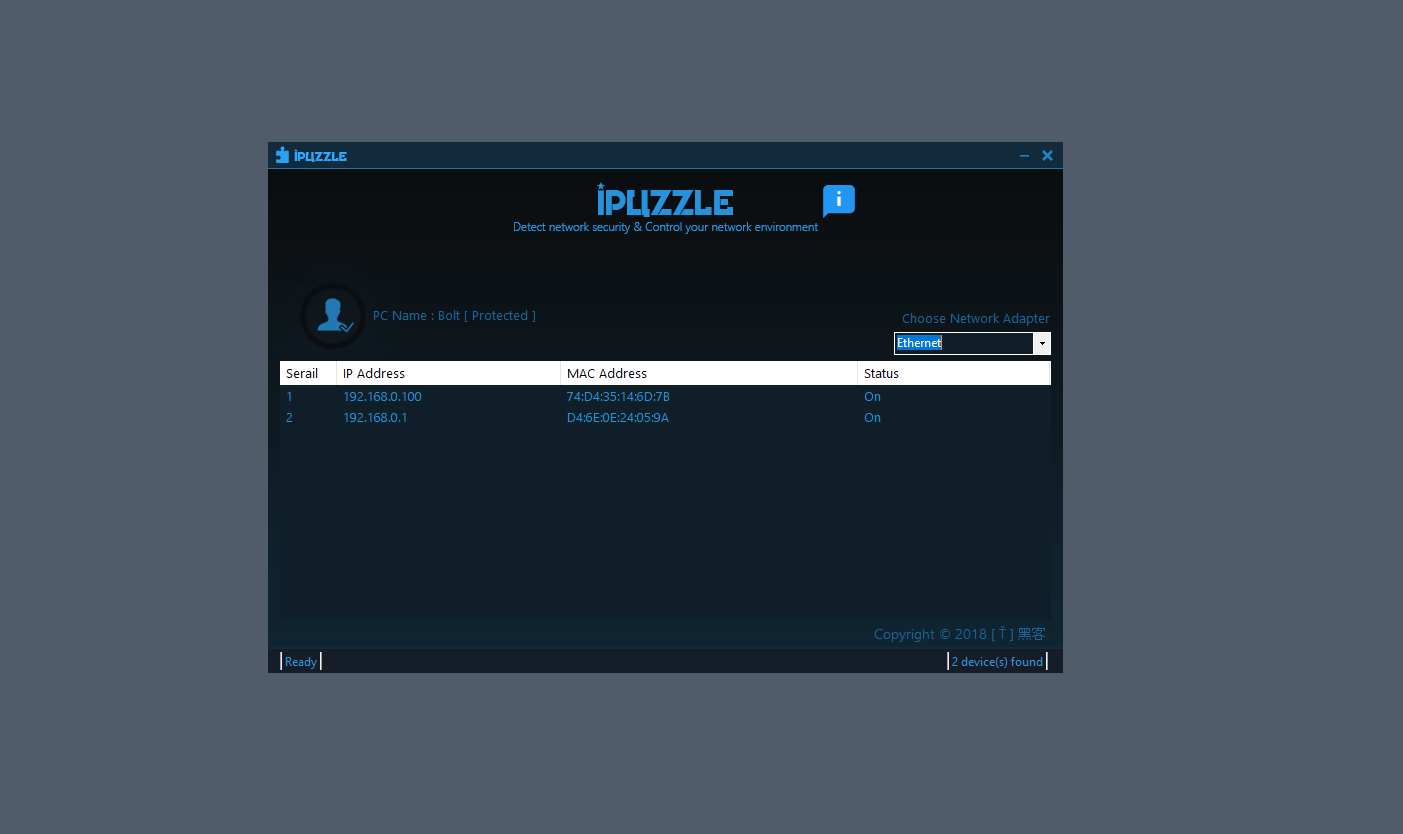 iPUZZLE
iPUZZLE
i
Detect network security & Control your network environment
PC Name : Bolt [ Protected ]
Choose Network Adapter
Ethernet
Serail IP Address MAC Address Status
1 192.168.0.100 74:D4:35:14:6D:7B On
2 192.168.0.1 D4:6E:0E:24:05:9A On
Copyright © 2018 [ Ť ] 黑客
Ready 2 device(s) found